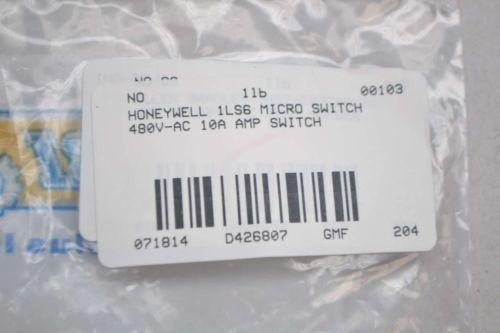 NO 11b 00103
HONEYWELL 1LS6 MICRO SWITCH
480V-AC 10A AMP SWITCH
071814 D426807 GMF 204